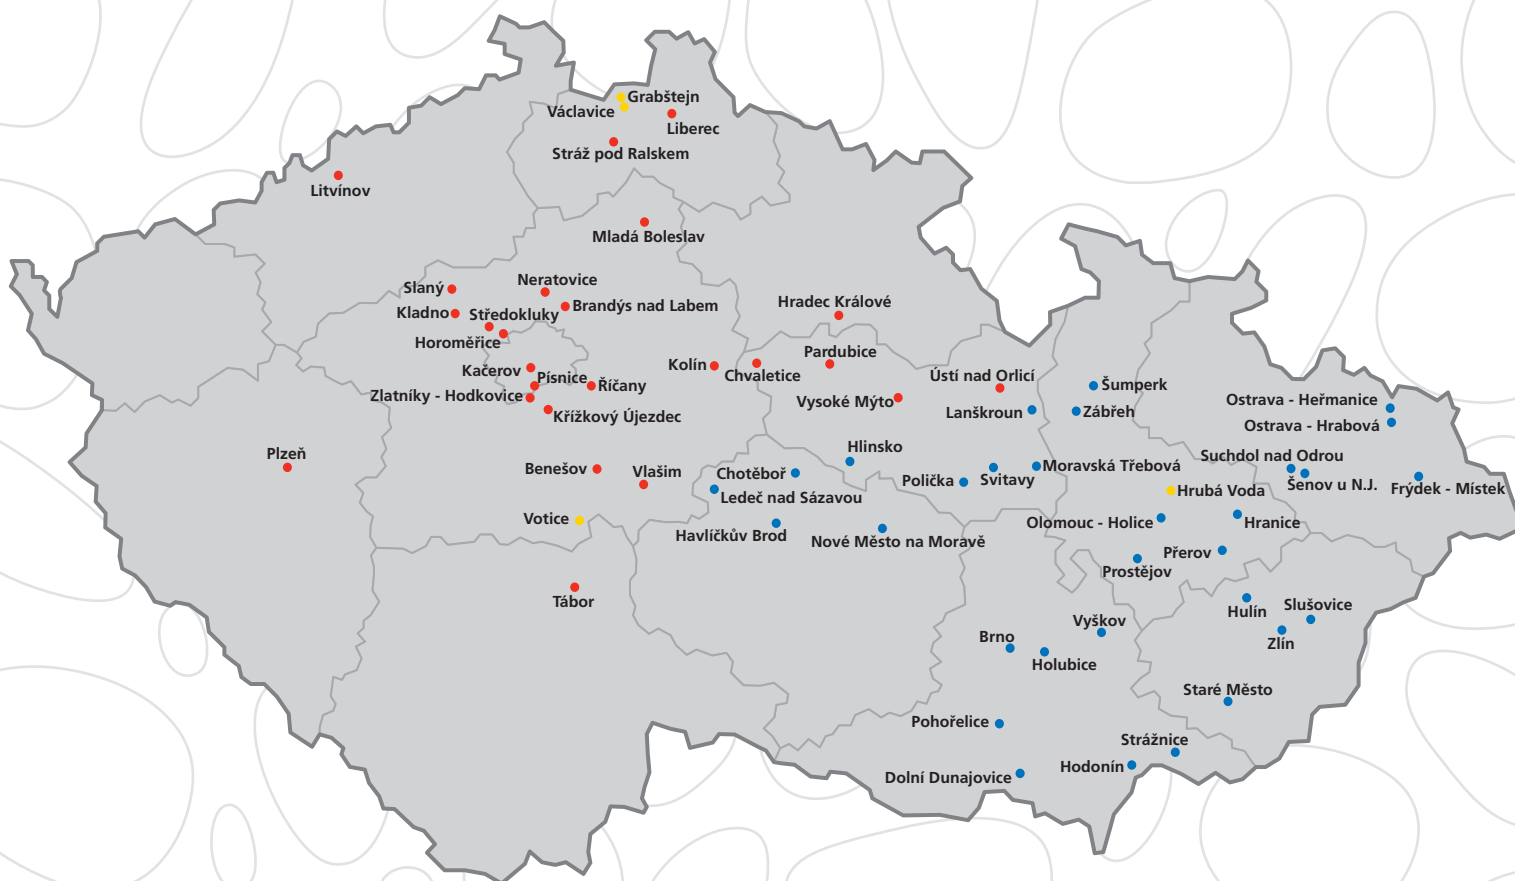 Grabštejn
Václavice
Liberec
Stráž pod Ralskem
Litvínov
Mladá Boleslav
Neratovice
Slaný
Brandýs nad Labem
Kladno
Středokluky
Hradec Králové
Horoměřice
Pardubice
Kolín
Kačerov
Chvaletice
Písnice
Říčany
Ústí nad Orlicí
Šumperk
Zlatníky - Hodkovice
Vysoké Mýto
Ostrava - Heřmanice
Lanškroun
Zábřeh
Křížkový Újezdec
Ostrava - Hrabová
Hlinsko
Plzeň
Suchdol nad Odrou
Benešov
Vlašim
Chotěboř
Moravská Třebová
Polička
Svitavy
Šenov u N.J.
Frýdek - Místek
Hrubá Voda
Ledeč nad Sázavou
Votice
Olomouc - Holice
Hranice
Havlíčkův Brod
Nové Město na Moravě
Přerov
Prostějov
Tábor
Hulín
Slušovice
Vyškov
Brno
Zlín
Holubice
Staré Město
Pohořelice
Strážnice
Hodonín
Dolní Dunajovice